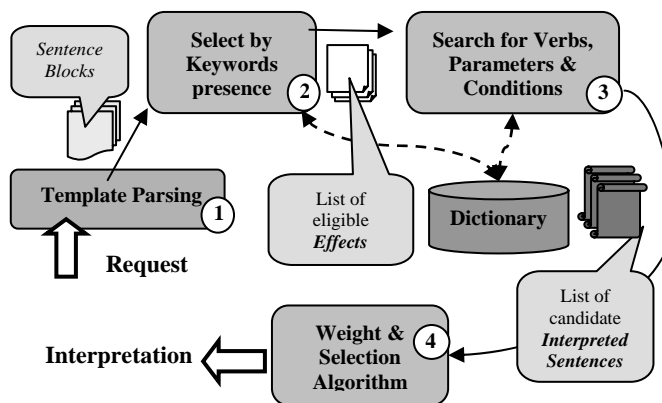 Sentence
Blocks
Select by
Keywords
presence
2
Search for Verbs,
Parameters &
Conditions
3
Template Parsing
1
Request
List of
eligible
Effects
Dictionary
List of
candidate
Interpreted
Sentences
Weight &
Selection
Algorithm
4
Interpretation